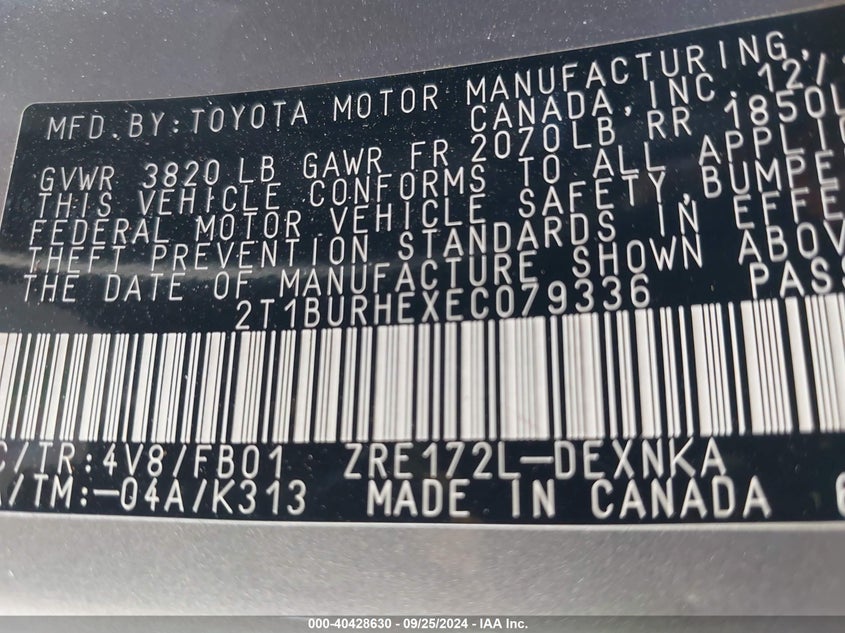 MFD.BY:TOYOTA MOTOR MANUFACTURING,
CANADA, INC. 12/
GVWR 3820 LB GAWR FR 2070LB RR 1850L
THIS VEHICLE CONFORMS TO ALL APPLIC
FEDERAL MOTOR VEHICLE SAFETY, BUMPE
THEFT PREVENTION STANDARDS IN EFFE
THE DATE OF MANUFACTURE SHOWN ABOV
2T1BURHEXEC079336 PASS
C/TR:4V8/FB01 ZRE172L-DEXNKA
A/TM:-04A/K313 MADE IN CANADA
000-40428630 - 09/25/2024 - IAA Inc.